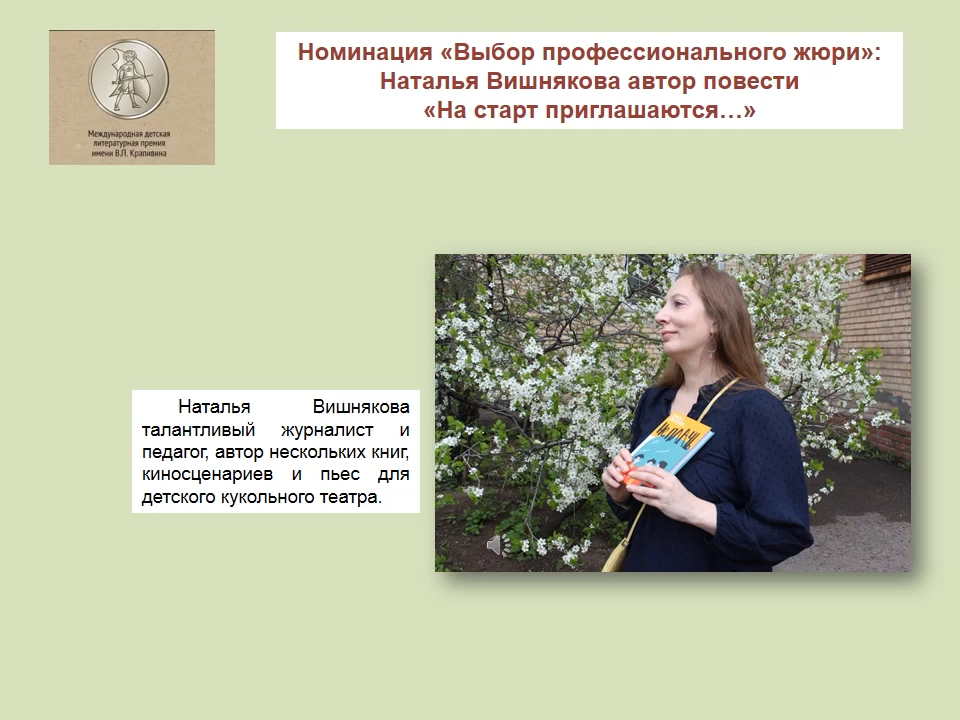 Международная детская
литературная премия
имени В.П. Крапивина
Номинация «Выбор профессионального жюри»:
Наталья Вишнякова автор повести
«На старт приглашаются…»
Наталья Вишнякова
талантливый журналист и
педагог, автор нескольких книг,
киносценариев и пьес для
детского кукольного театра.